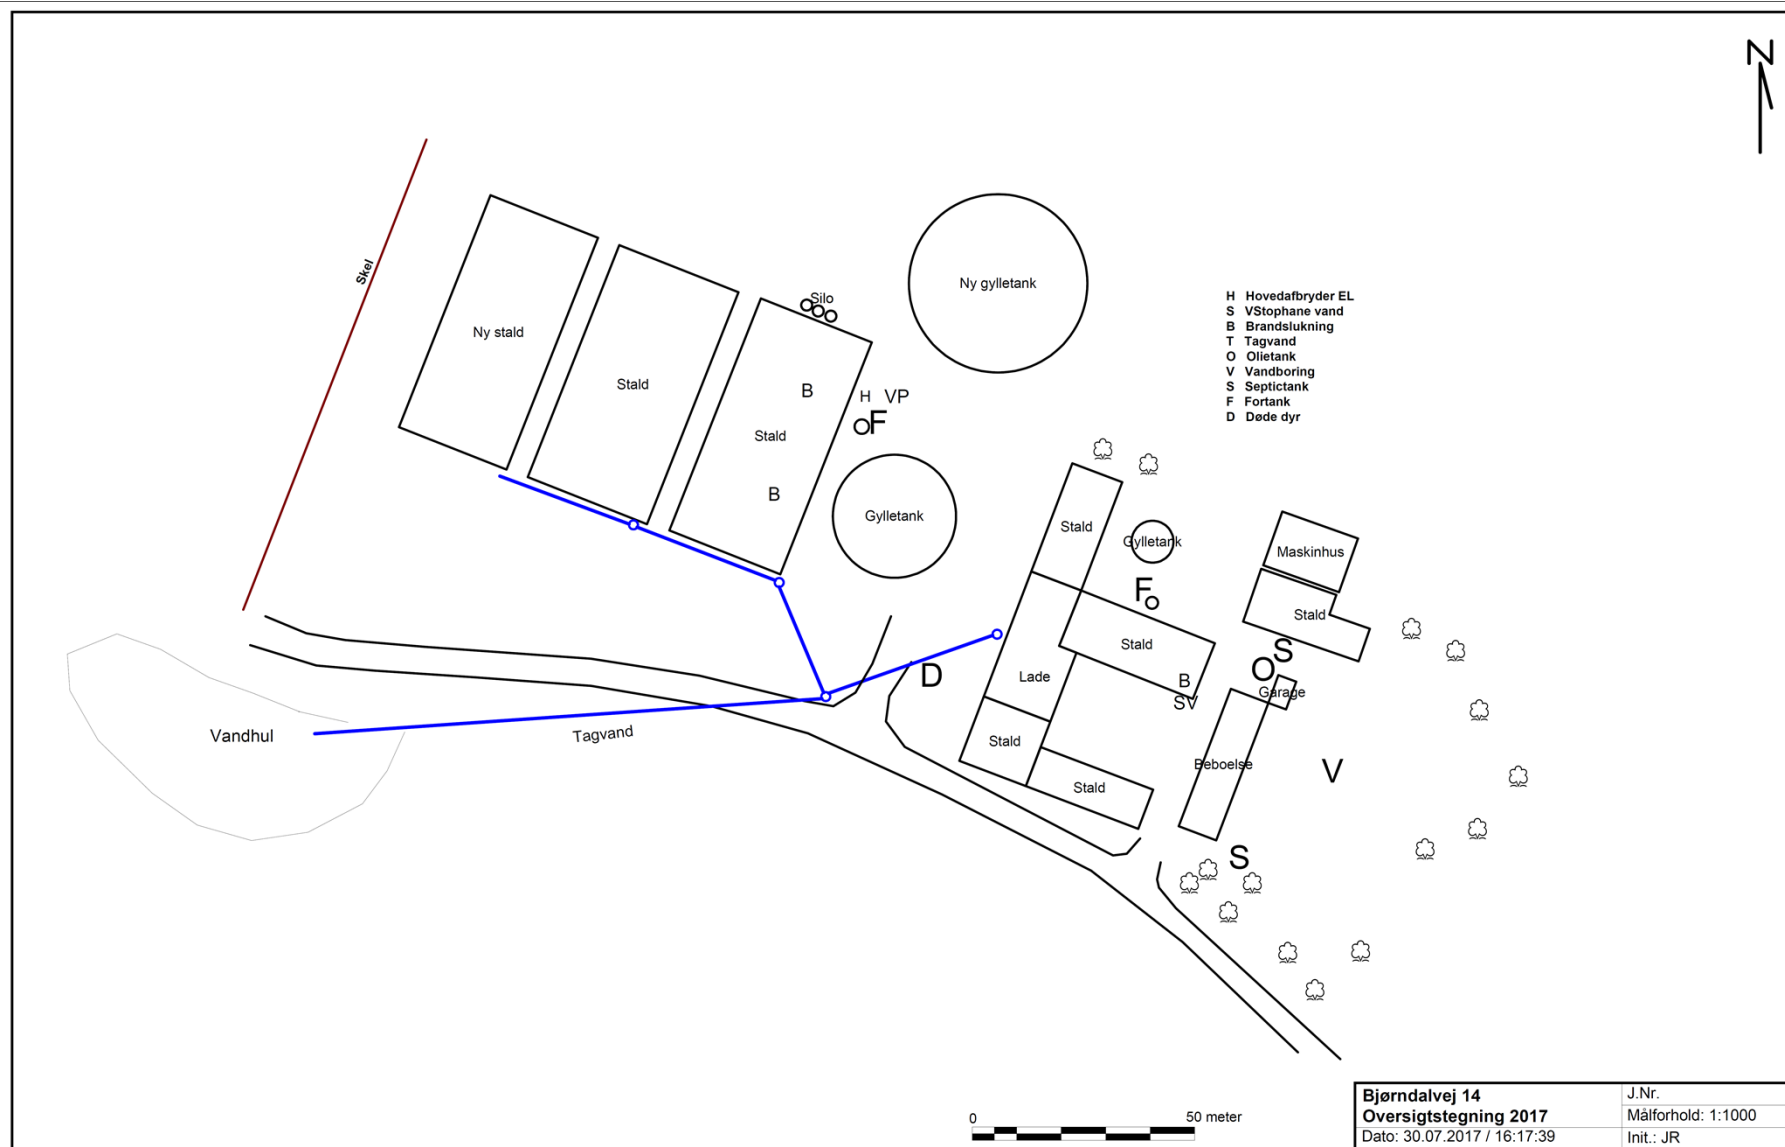 N
Skel
Silo
Ny gylletank
Ny stald
Stald
B
H VP
F
Stald
B
Gylletank
H Hovedafbryder EL
S VStophane vand
B Brandslukning
T Tagvand
O Olietank
V Vandboring
S Septictank
F Fortank
D Døde dyr
Stald
Gylletank
Maskinhus
F
Stald
Stald
S
O
D
Lade
B
SV
Garage
Vandhul
Tagvand
Stald
Beboelse
V
Stald
S
0 50 meter
Bjørndalvej 14
J.Nr.
Oversigtstegning 2017
Målforhold: 1:1000
Dato: 30.07.2017 / 16:17:39
Init.: JR